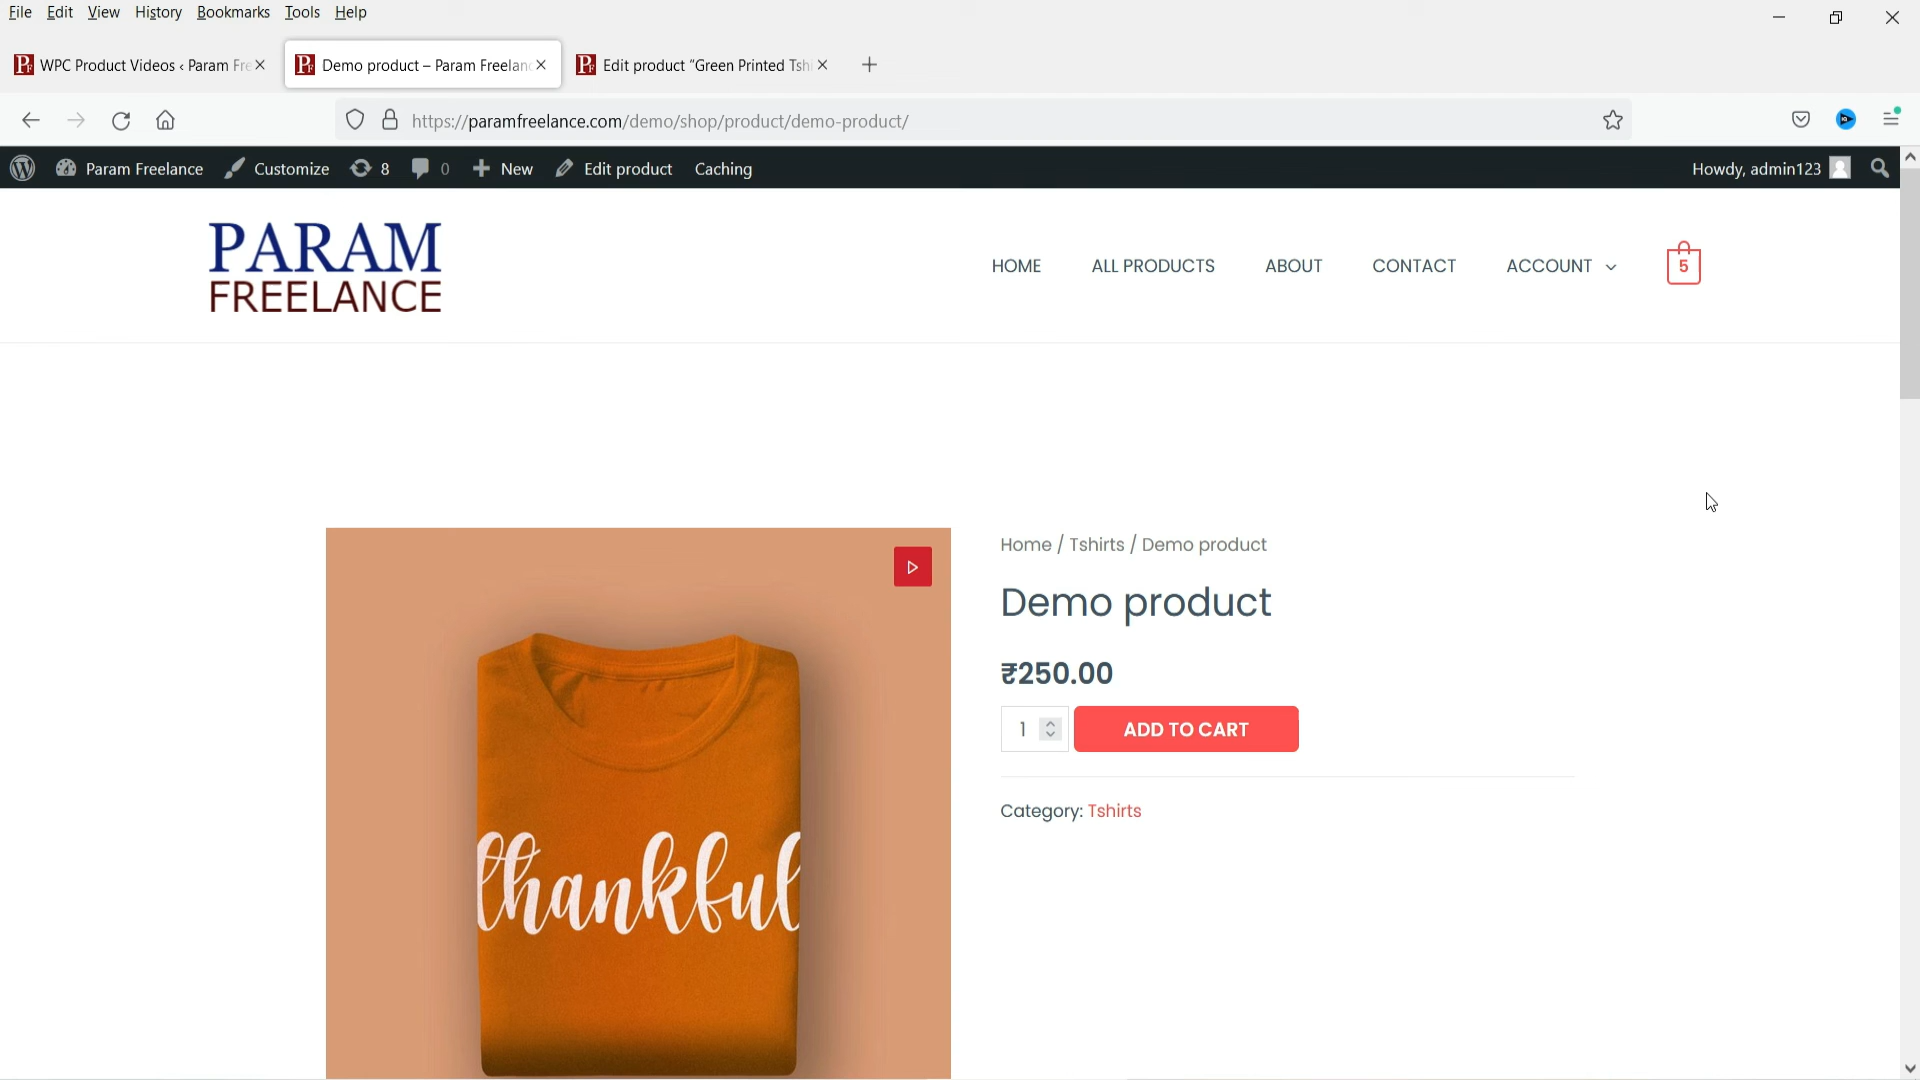 File Edit View History Bookmarks Tools Help
WPC Product Videos ‹ Param Fre
Demo product – Param Freelanc
Edit product "Green Printed Tshi
https://paramfreelance.com/demo/shop/product/demo-product/
Param Freelance Customize 8 0 New Edit product Caching Howdy, admin123
PARAM
FREELANCE
HOME ALL PRODUCTS ABOUT CONTACT ACCOUNT 5
Home / Tshirts / Demo product
Demo product
₹250.00
1 ADD TO CART
Category: Tshirts
thankful